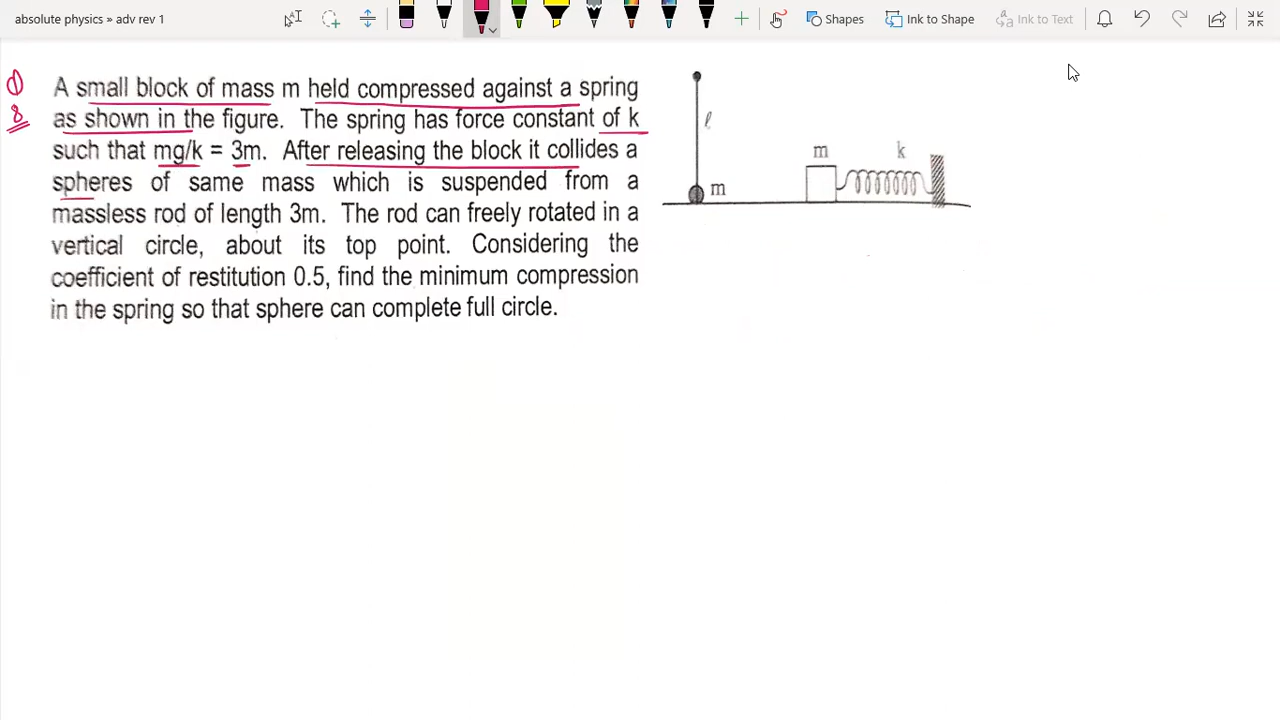 absolute physics » adv rev 1
Shapes
Ink to Shape
Ink to Text
① A small block of mass m held compressed against a spring
8 as shown in the figure. The spring has force constant of k
such that mg/k = 3m. After releasing the block it collides a
spheres of same mass which is suspended from a
massless rod of length 3m. The rod can freely rotated in a
vertical circle, about its top point. Considering the
coefficient of restitution 0.5, find the minimum compression
in the spring so that sphere can complete full circle.
ℓ
m
m
k